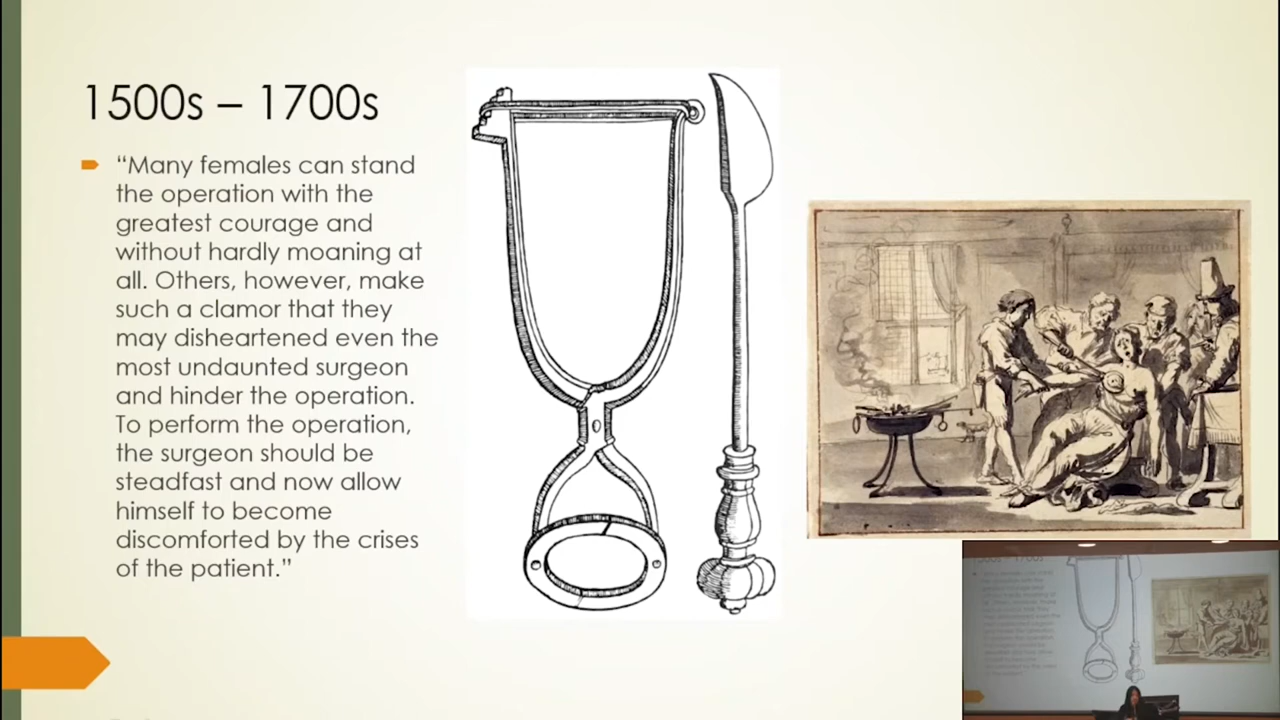 1500s – 1700s
“Many females can stand
the operation with the
greatest courage and
without hardly moaning at
all. Others, however, make
such a clamor that they
may disheartened even the
most undaunted surgeon
and hinder the operation.
To perform the operation,
the surgeon should be
steadfast and now allow
himself to become
discomforted by the crises
of the patient.”